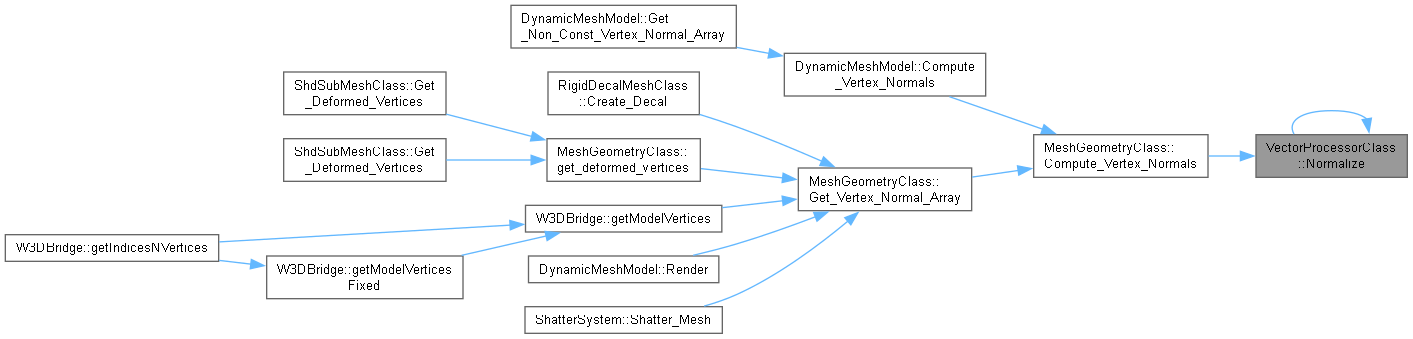 DynamicMeshModel::Get
_Non_Const_Vertex_Normal_Array
DynamicMeshModel::Compute
_Vertex_Normals
ShdSubMeshClass::Get
_Deformed_Vertices
RigidDecalMeshClass
::Create_Decal
ShdSubMeshClass::Get
_Deformed_Vertices
MeshGeometryClass::
get_deformed_vertices
MeshGeometryClass::
Compute_Vertex_Normals
VectorProcessorClass
::Normalize
MeshGeometryClass::
Get_Vertex_Normal_Array
W3DBridge::getModelVertices
W3DBridge::getIndicesNVertices
W3DBridge::getModelVertices
Fixed
DynamicMeshModel::Render
ShatterSystem::Shatter_Mesh